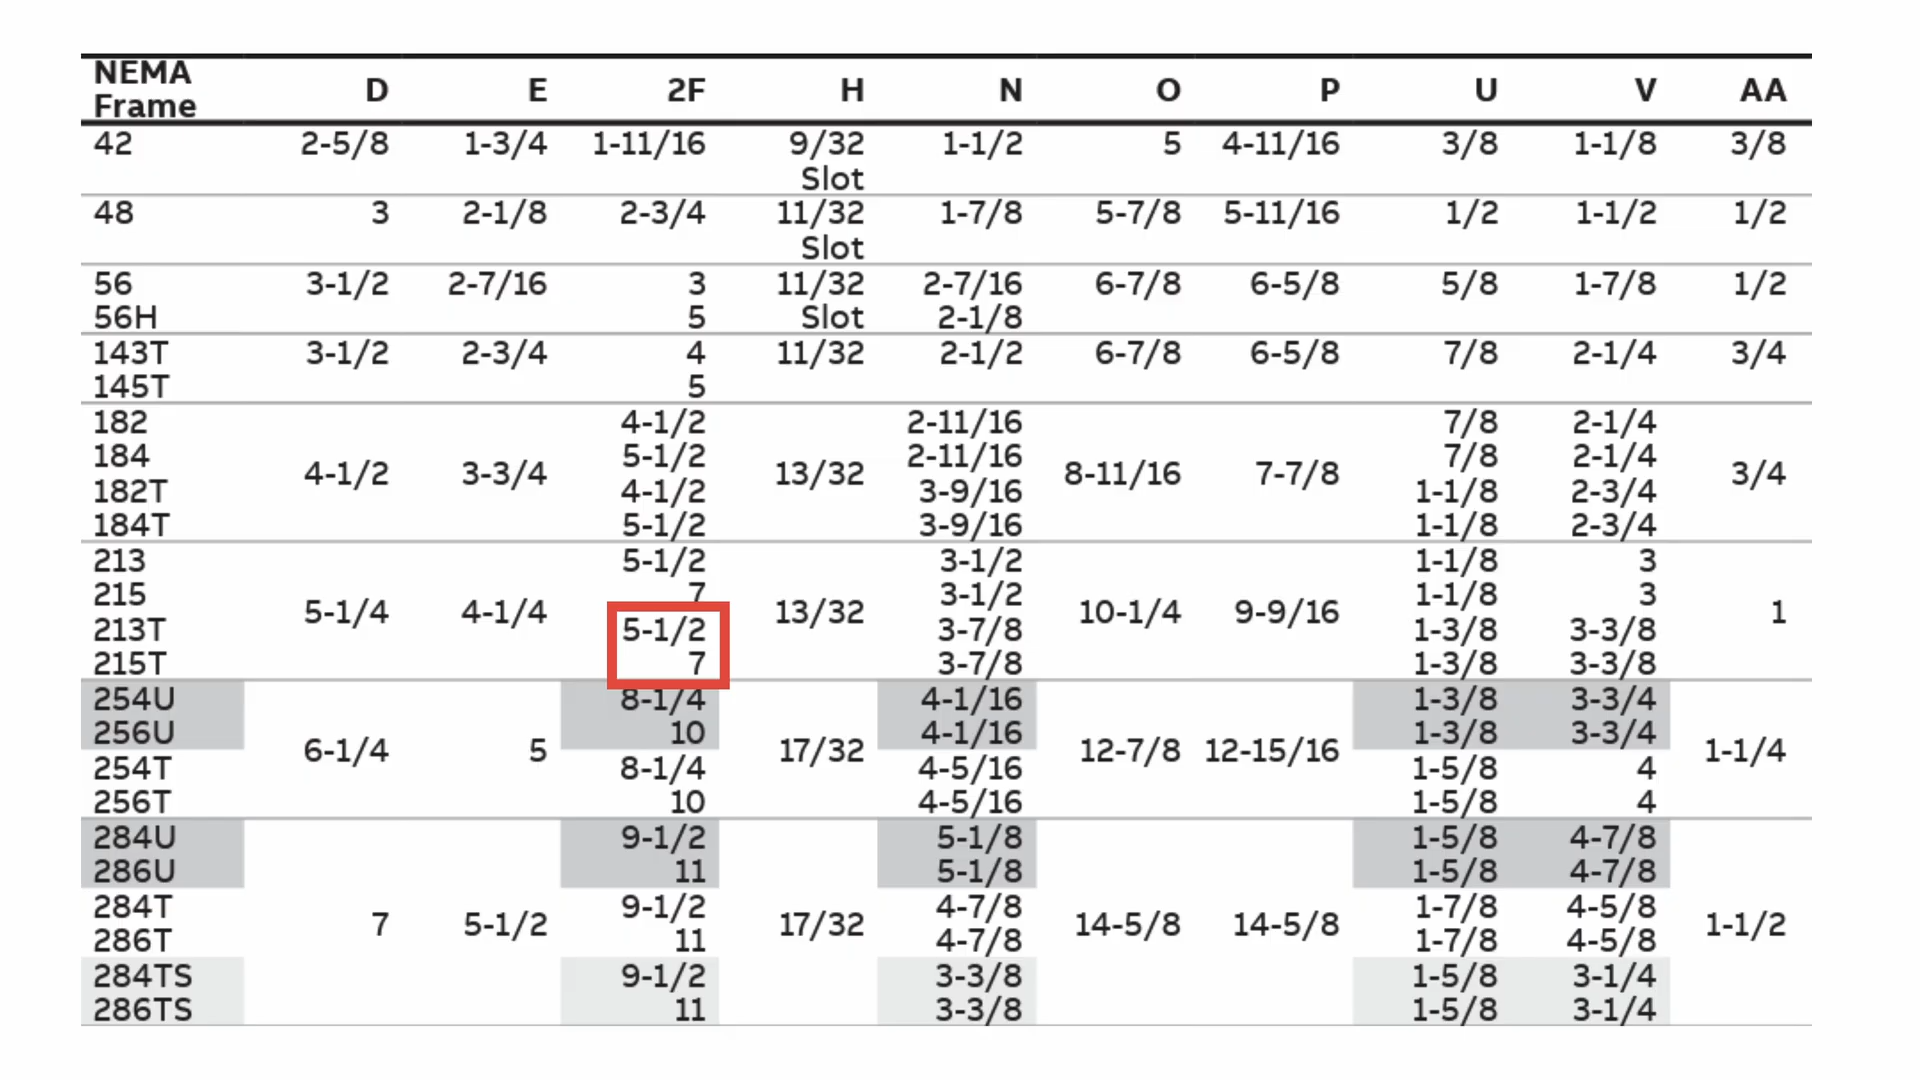 NEMA Frame D E 2F H N O P U V AA
42 2-5/8 1-3/4 1-11/16 9/32 1-1/2 5 4-11/16 3/8 1-1/8 3/8
Slot
48 3 2-1/8 2-3/4 11/32 1-7/8 5-7/8 5-11/16 1/2 1-1/2 1/2
Slot
56 3-1/2 2-7/16 3 11/32 2-7/16 6-7/8 6-5/8 5/8 1-7/8 1/2
56H 5 Slot 2-1/8
143T 3-1/2 2-3/4 4 11/32 2-1/2 6-7/8 6-5/8 7/8 2-1/4 3/4
145T 5
182 4-1/2 2-11/16 7/8 2-1/4
184 5-1/2 2-11/16 7/8 2-1/4
4-1/2 3-3/4 13/32 8-11/16 7-7/8 3/4
182T 4-1/2 3-9/16 1-1/8 2-3/4
184T 5-1/2 3-9/16 1-1/8 2-3/4
213 5-1/2 3-1/2 1-1/8 3
215 7 3-1/2 1-1/8 3
5-1/4 4-1/4 13/32 10-1/4 9-9/16 1
213T 5-1/2 3-7/8 1-3/8 3-3/8
215T 7 3-7/8 1-3/8 3-3/8
254U 8-1/4 4-1/16 1-3/8 3-3/4
256U 10 4-1/16 1-3/8 3-3/4
6-1/4 5 17/32 12-7/8 12-15/16 1-1/4
254T 8-1/4 4-5/16 1-5/8 4
256T 10 4-5/16 1-5/8 4
284U 9-1/2 5-1/8 1-5/8 4-7/8
286U 11 5-1/8 1-5/8 4-7/8
284T 9-1/2 4-7/8 1-7/8 4-5/8
7 5-1/2 17/32 14-5/8 14-5/8 1-1/2
286T 11 4-7/8 1-7/8 4-5/8
284TS 9-1/2 3-3/8 1-5/8 3-1/4
286TS 11 3-3/8 1-5/8 3-1/4